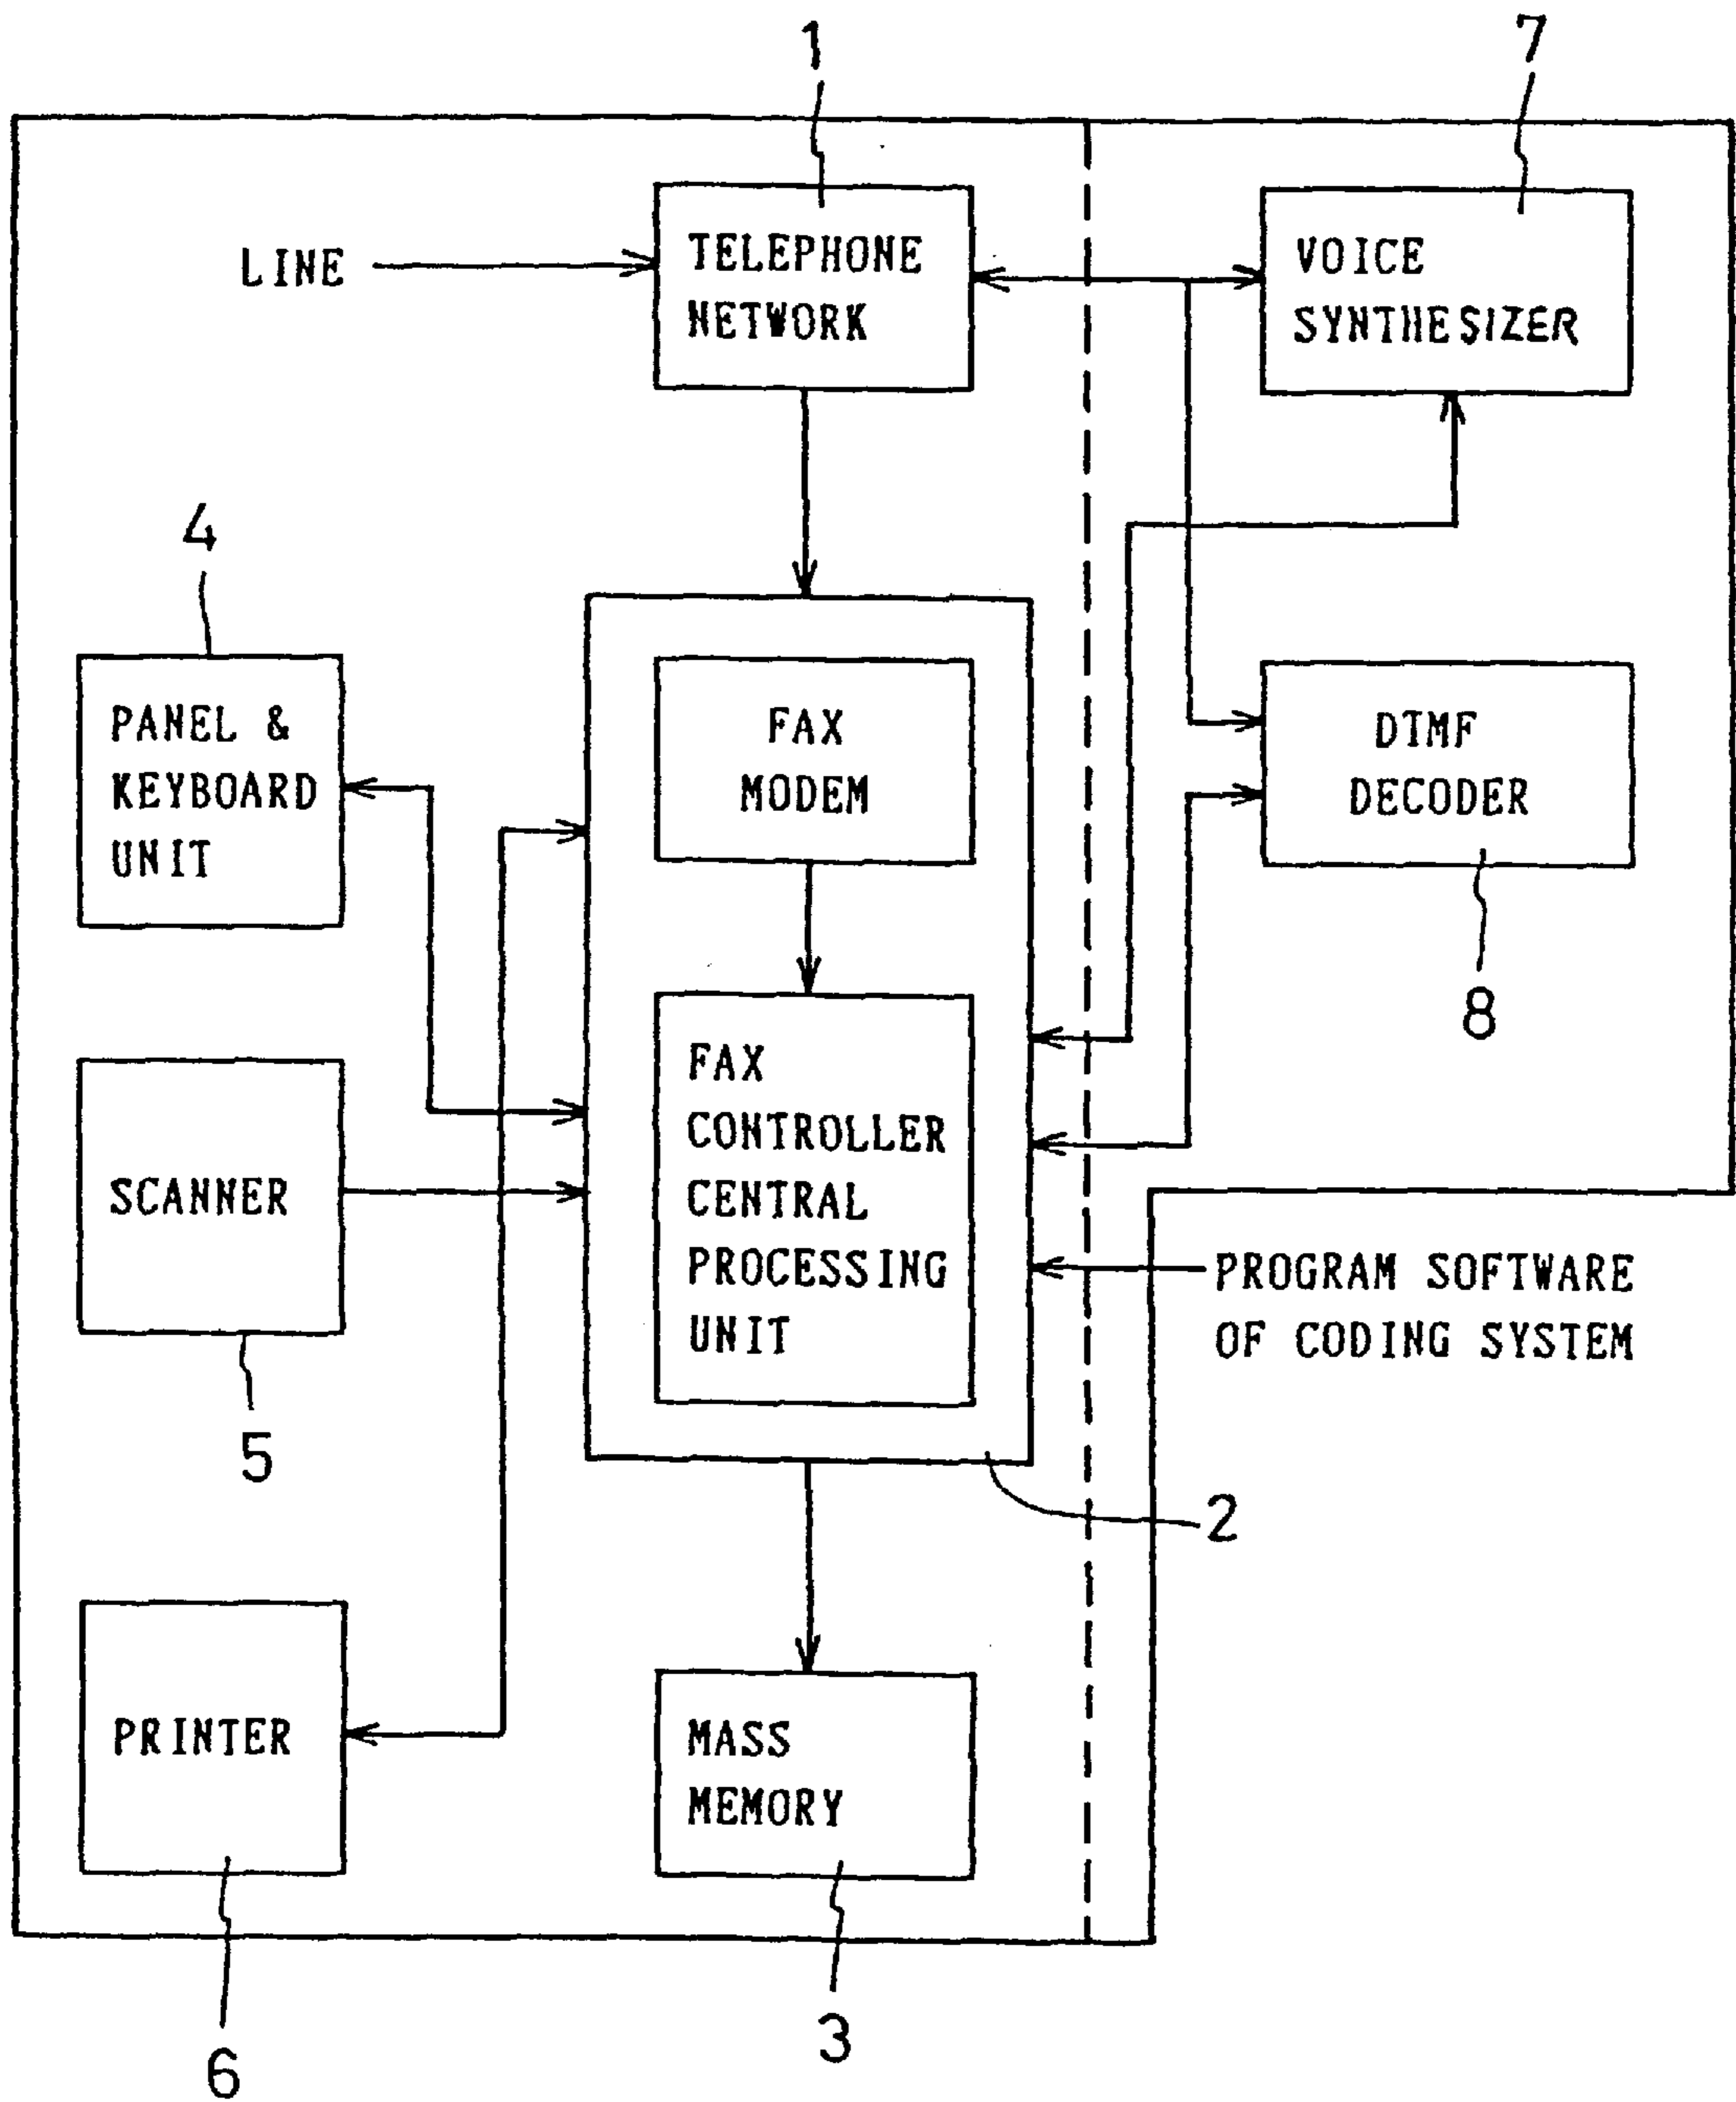 1
7
LINE
TELEPHONE
NETWORK
VOICE
SYNTHESIZER
4
PANEL &
KEYBOARD
UNIT
FAX
MODEM
DTMF
DECODER
8
FAX
CONTROLLER
CENTRAL
PROCESSING
UNIT
SCANNER
5
PROGRAM SOFTWARE
OF CODING SYSTEM
2
PRINTER
6
MASS
MEMORY
3